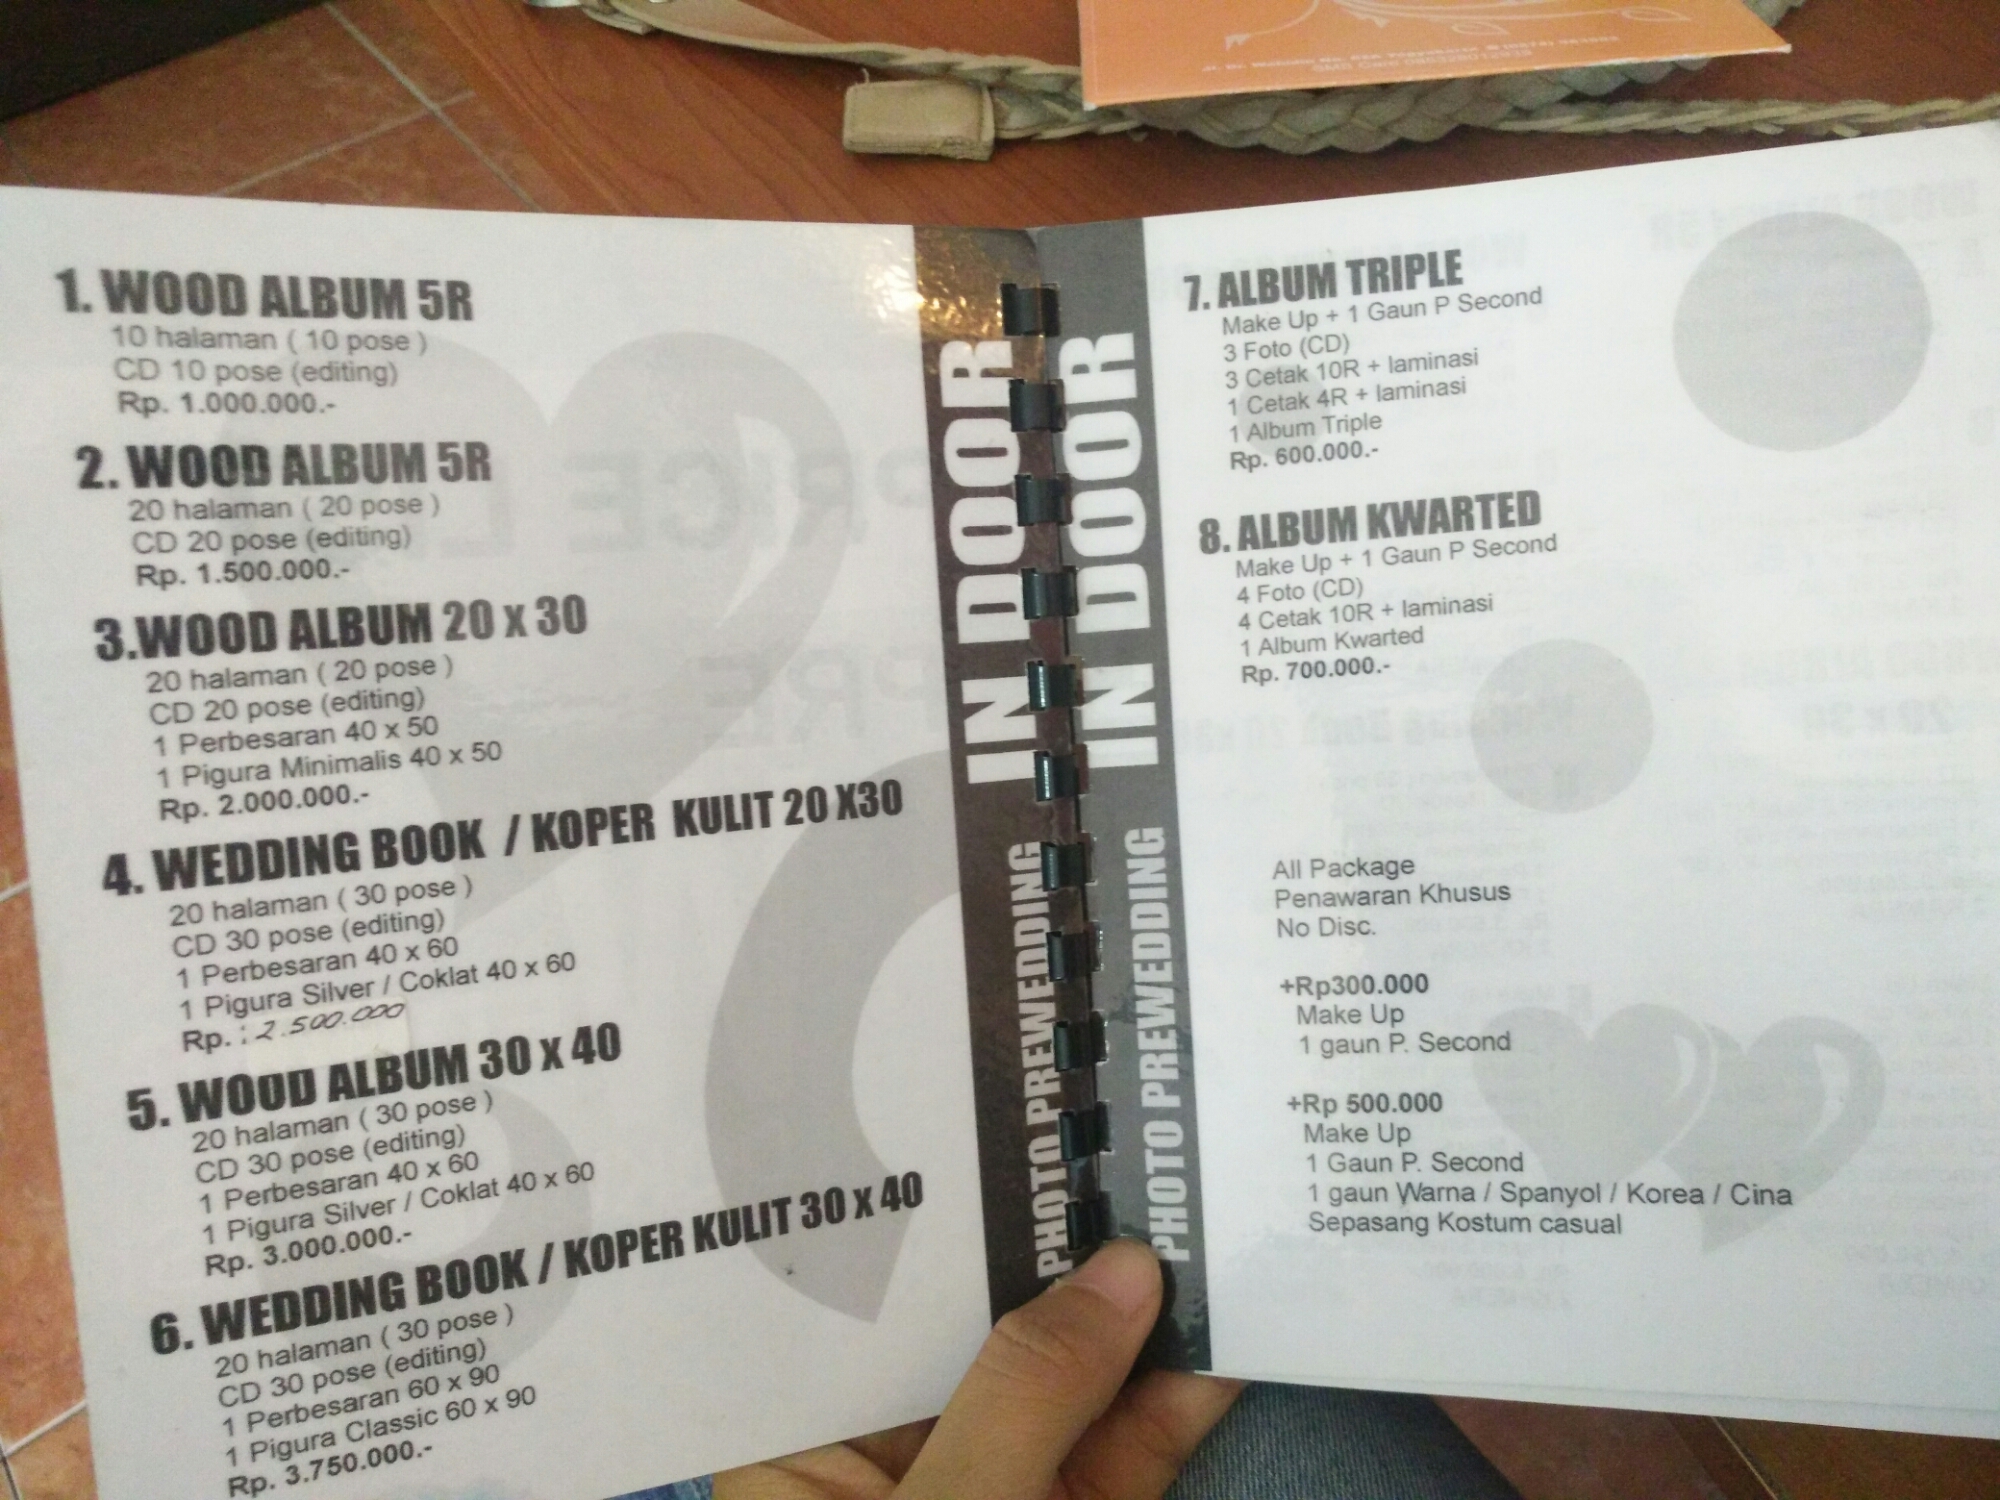 1. WOOD ALBUM 5R
10 halaman ( 10 pose )
CD 10 pose (editing)
Rp. 1.000.000.-
2. WOOD ALBUM 5R
20 halaman ( 20 pose )
CD 20 pose (editing)
Rp. 1.500.000.-
3.WOOD ALBUM 20 x 30
20 halaman ( 20 pose )
CD 20 pose (editing)
1 Perbesaran 40 x 50
1 Pigura Minimalis 40 x 50
Rp. 2.000.000.-
4. WEDDING BOOK / KOPER KULIT 20 X30
20 halaman ( 30 pose )
CD 30 pose (editing)
1 Perbesaran 40 x 60
1 Pigura Silver / Coklat 40 x 60
Rp. : 2.500.000
5. WOOD ALBUM 30 x 40
20 halaman ( 30 pose )
CD 30 pose (editing)
1 Perbesaran 40 x 60
1 Pigura Silver / Coklat 40 x 60
Rp. 3.000.000.-
6. WEDDING BOOK / KOPER KULIT 30 x 40
20 halaman ( 30 pose )
CD 30 pose (editing)
1 Perbesaran 60 x 90
1 Pigura Classic 60 x 90
Rp. 3.750.000.-
PHOTO PREWEDDING IN DOOR
PHOTO PREWEDDING IN DOOR
7. ALBUM TRIPLE
Make Up + 1 Gaun P Second
3 Foto (CD)
3 Cetak 10R + laminasi
1 Cetak 4R + laminasi
1 Album Triple
Rp. 600.000.-
8. ALBUM KWARTED
Make Up + 1 Gaun P Second
4 Foto (CD)
4 Cetak 10R + laminasi
1 Album Kwarted
Rp. 700.000.-
All Package
Penawaran Khusus
No Disc.
+Rp300.000
Make Up
1 gaun P. Second
+Rp 500.000
Make Up
1 Gaun P. Second
1 gaun Warna / Spanyol / Korea / Cina
Sepasang Kostum casual